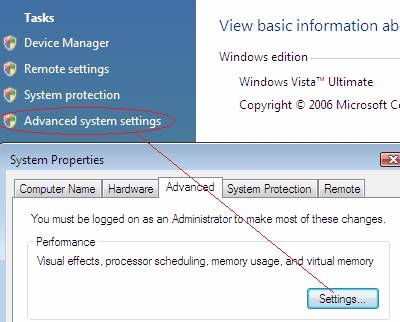 Tasks
Device Manager
Remote settings
System protection
Advanced system settings
View basic information
Windows edition
Windows Vista™ Ultimate
Copyright © 2006 Microsoft
System Properties
Computer Name Hardware Advanced System Protection Remote
You must be logged on as an Administrator to make most of these changes.
Performance
Visual effects, processor scheduling, memory usage, and virtual memory
Settings...